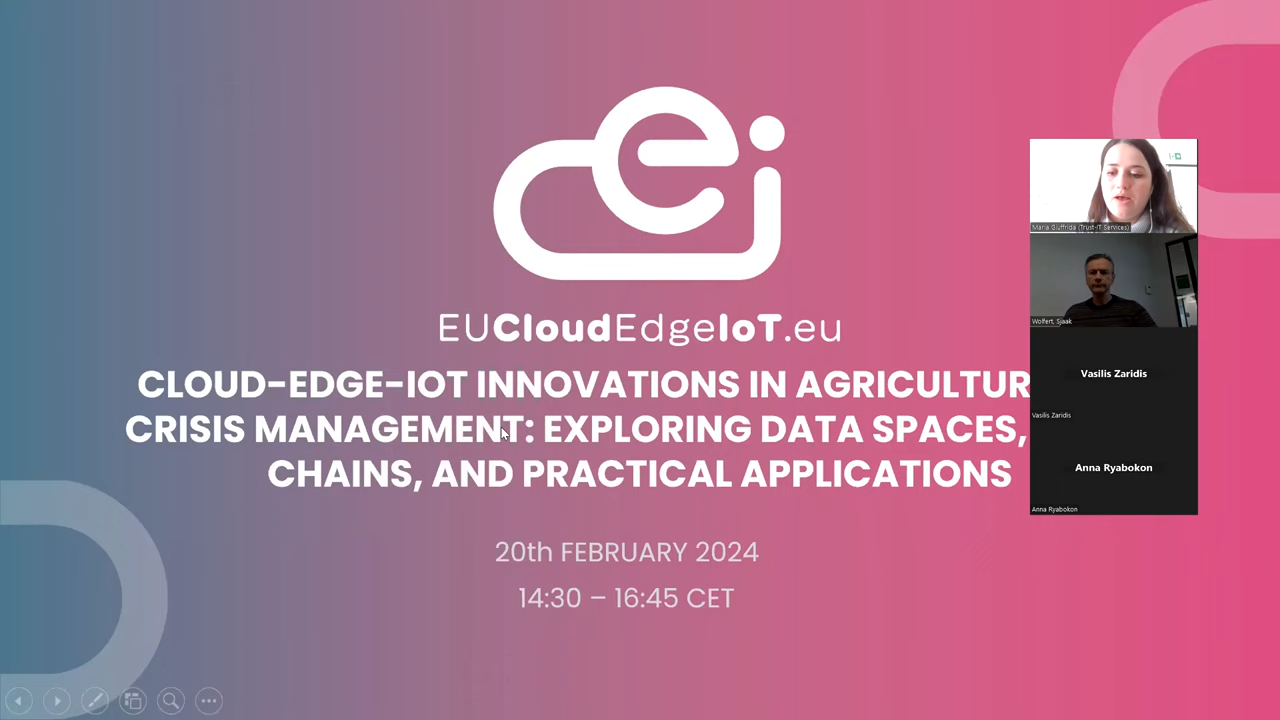 ei
EUCloudEdgeIoT.eu
CLOUD-EDGE-IOT INNOVATIONS IN AGRICULTUR
CRISIS MANAGEMENT: EXPLORING DATA SPACES,
CHAINS, AND PRACTICAL APPLICATIONS
20th FEBRUARY 2024
14:30 – 16:45 CET
Maria Giuffrida (Trust-IT Services)
Wolfert, Sjaak
Vasilis Zaridis
Vasilis Zaridis
Anna Ryabokon
Anna Ryabokon